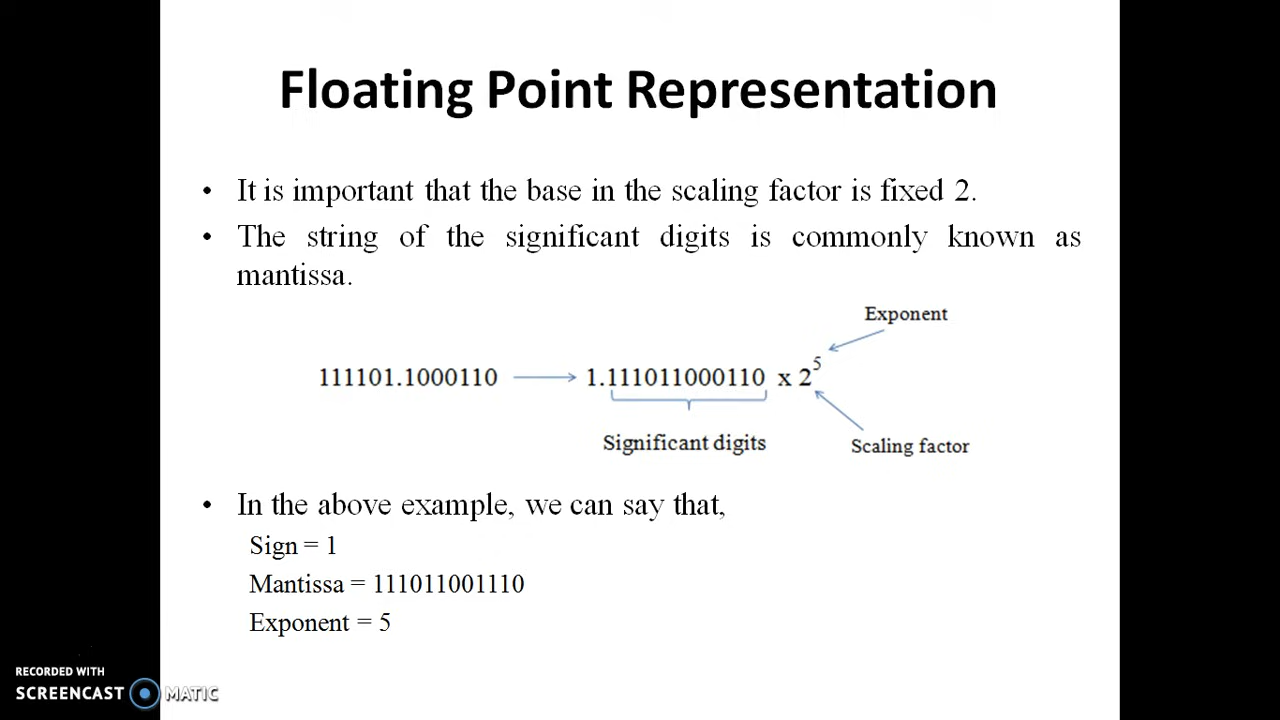 Floating Point Representation
• It is important that the base in the scaling factor is fixed 2.
• The string of the significant digits is commonly known as
mantissa.
Exponent
111101.1000110 → 1.111011000110 x 2⁵
Significant digits
Scaling factor
• In the above example, we can say that,
Sign = 1
Mantissa = 111011001110
Exponent = 5
RECORDED WITH
SCREENCAST MATIC